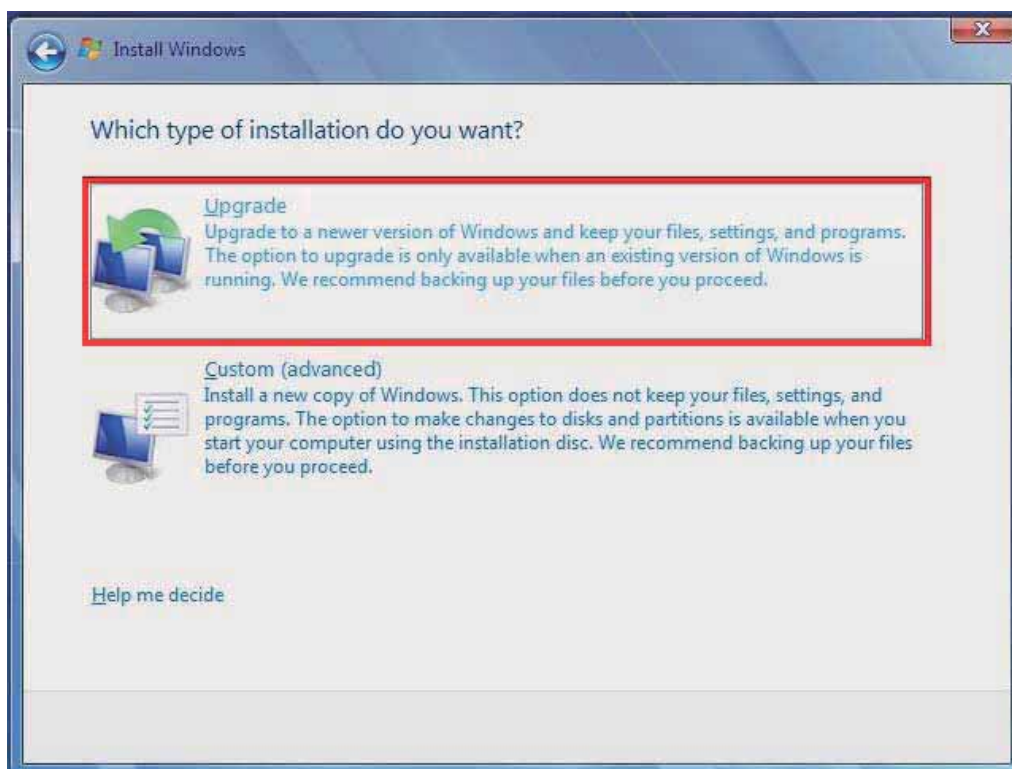 Install Windows
Which type of installation do you want?
Upgrade
Upgrade to a newer version of Windows and keep your files, settings, and programs.
The option to upgrade is only available when an existing version of Windows is
running. We recommend backing up your files before you proceed.
Custom (advanced)
Install a new copy of Windows. This option does not keep your files, settings, and
programs. The option to make changes to disks and partitions is available when you
start your computer using the installation disc. We recommend backing up your files
before you proceed.
Help me decide